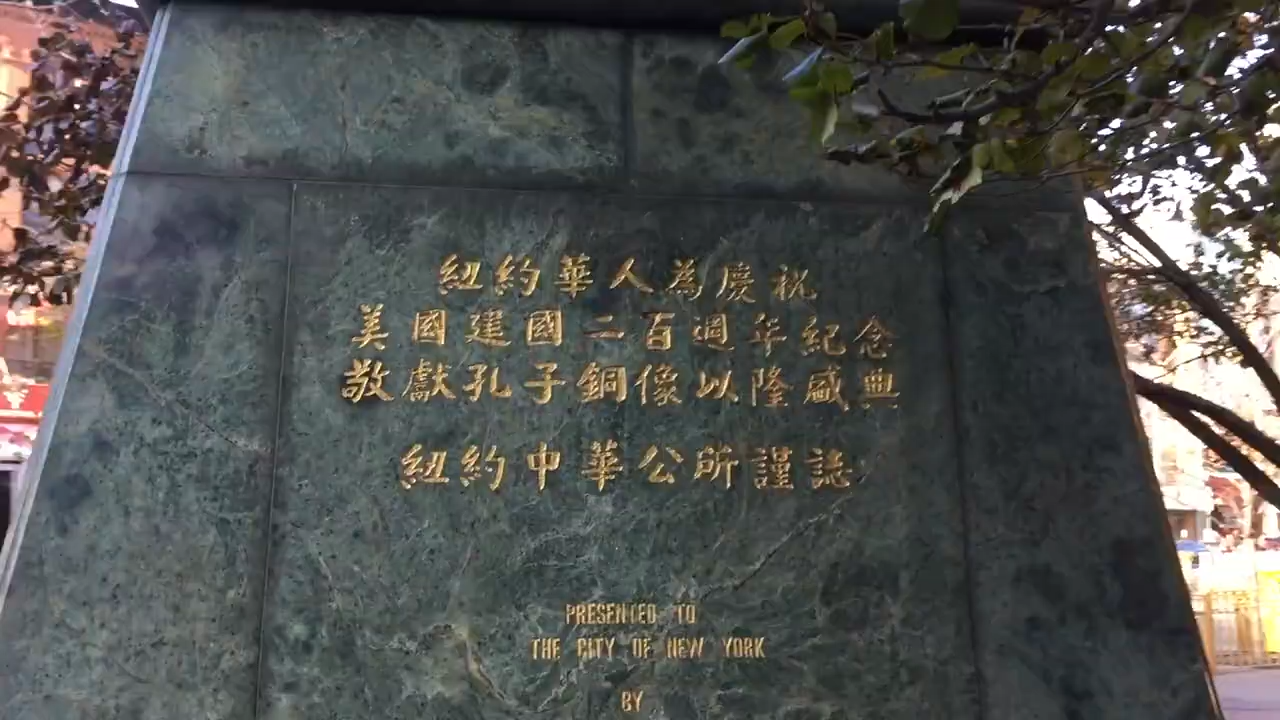 紐約華人為慶祝
美國建國二百週年紀念
敬獻孔子銅像以隆盛典
紐約中華公所謹誌
PRESENTED TO
THE CITY OF NEW YORK
BY